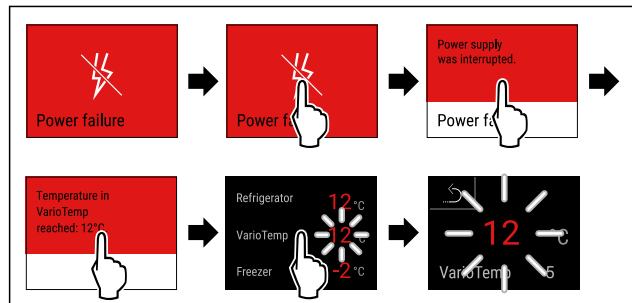 Power failure
Power fa
Power supply
was interrupted.
Power fa
Temperature in
VarioTemp
reached: 12°C
Refrigerator 12°C
VarioTemp 12°C
Freezer -2°C
12 °C
VarioTemp 5